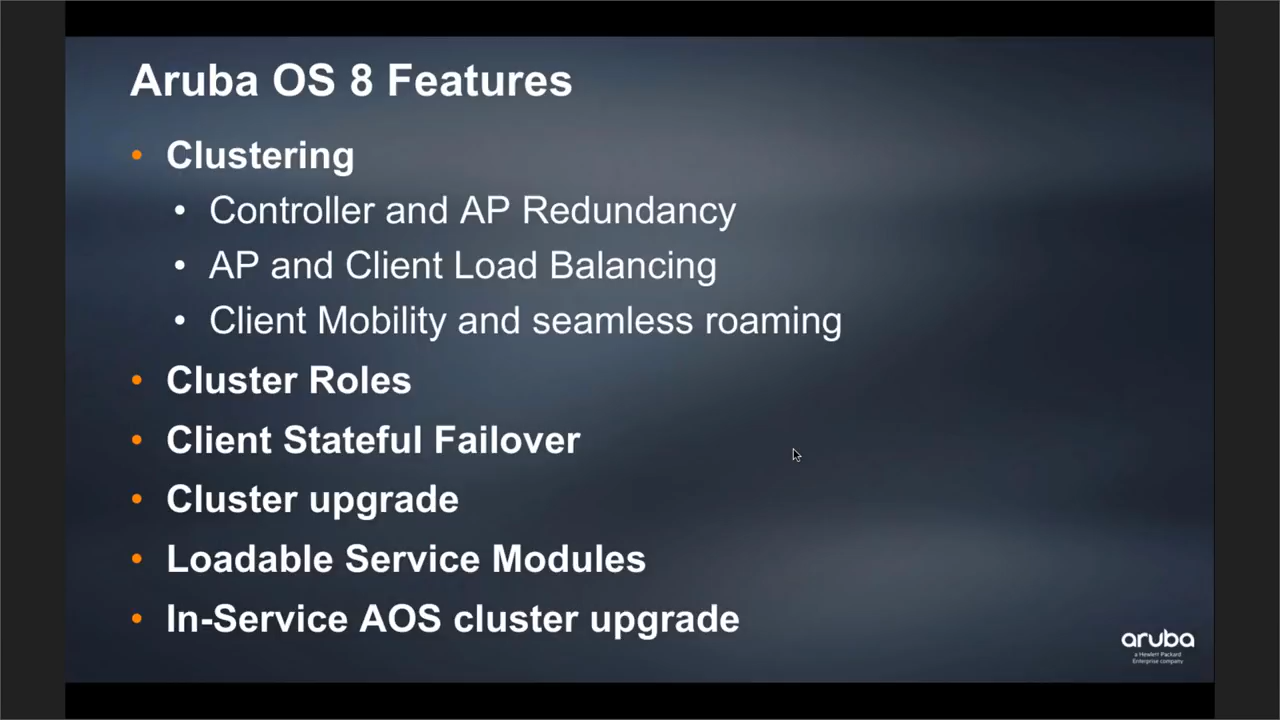 Aruba OS 8 Features
• Clustering
• Controller and AP Redundancy
• AP and Client Load Balancing
• Client Mobility and seamless roaming
• Cluster Roles
• Client Stateful Failover
• Cluster upgrade
• Loadable Service Modules
• In-Service AOS cluster upgrade
aruba
a Hewlett Packard
Enterprise company